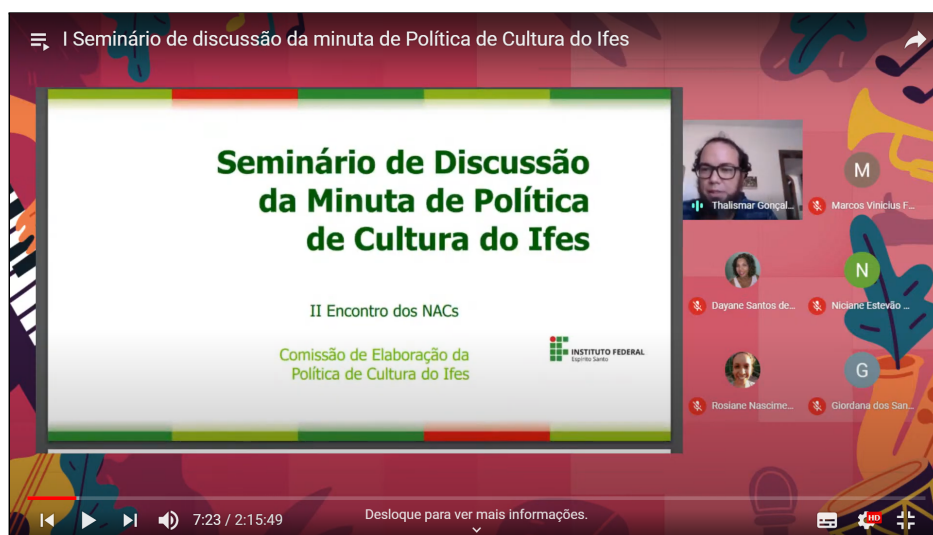 I Seminário de discussão da minuta de Política de Cultura do Ifes
Seminário de Discussão
da Minuta de Política
de Cultura do Ifes
II Encontro dos NACs
Comissão de Elaboração da
Política de Cultura do Ifes
INSTITUTO FEDERAL
Espírito Santo
Thalismar Gonçal...
M
Marcos Vinicius F...
Dayane Santos de...
N
Niciane Estevão ...
Rosiane Nascime...
G
Giordana dos San...
7:23 / 2:15:49
Desloque para ver mais informações.
HD